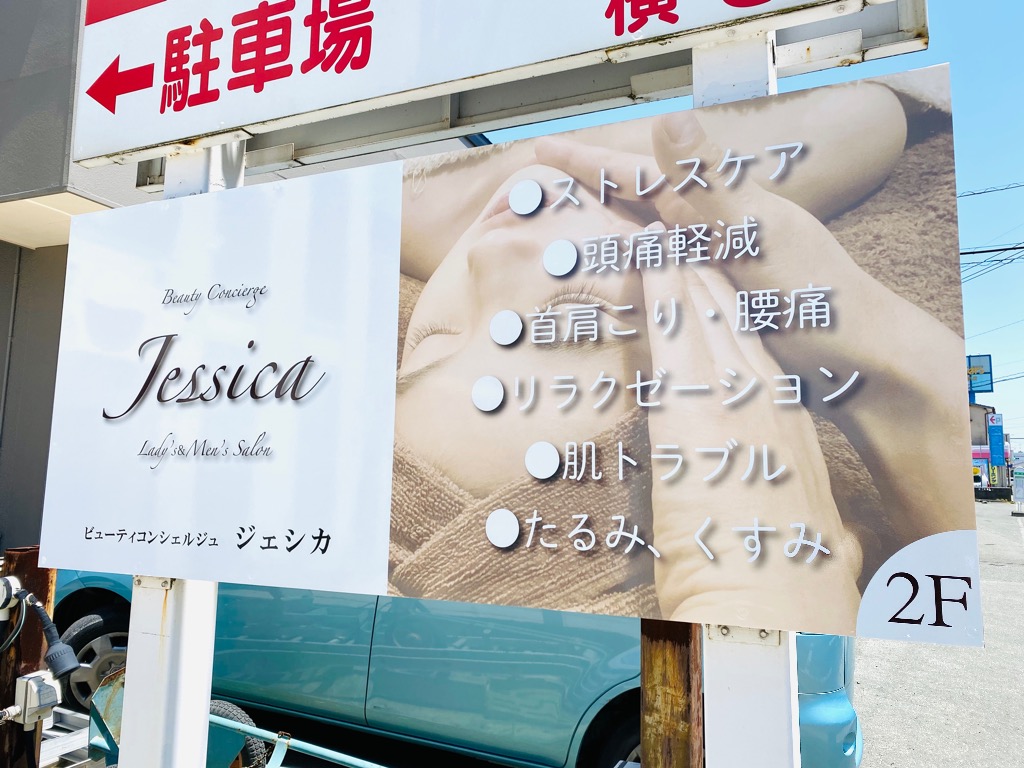 駐車場
Beauty Concierge
Jessica
Lady's&Men's Salon
ビューティコンシェルジュ ジェシカ
●ストレスケア
●頭痛軽減
●首肩こり・腰痛
●リラクゼーション
●肌トラブル
●たるみ、くすみ
2F